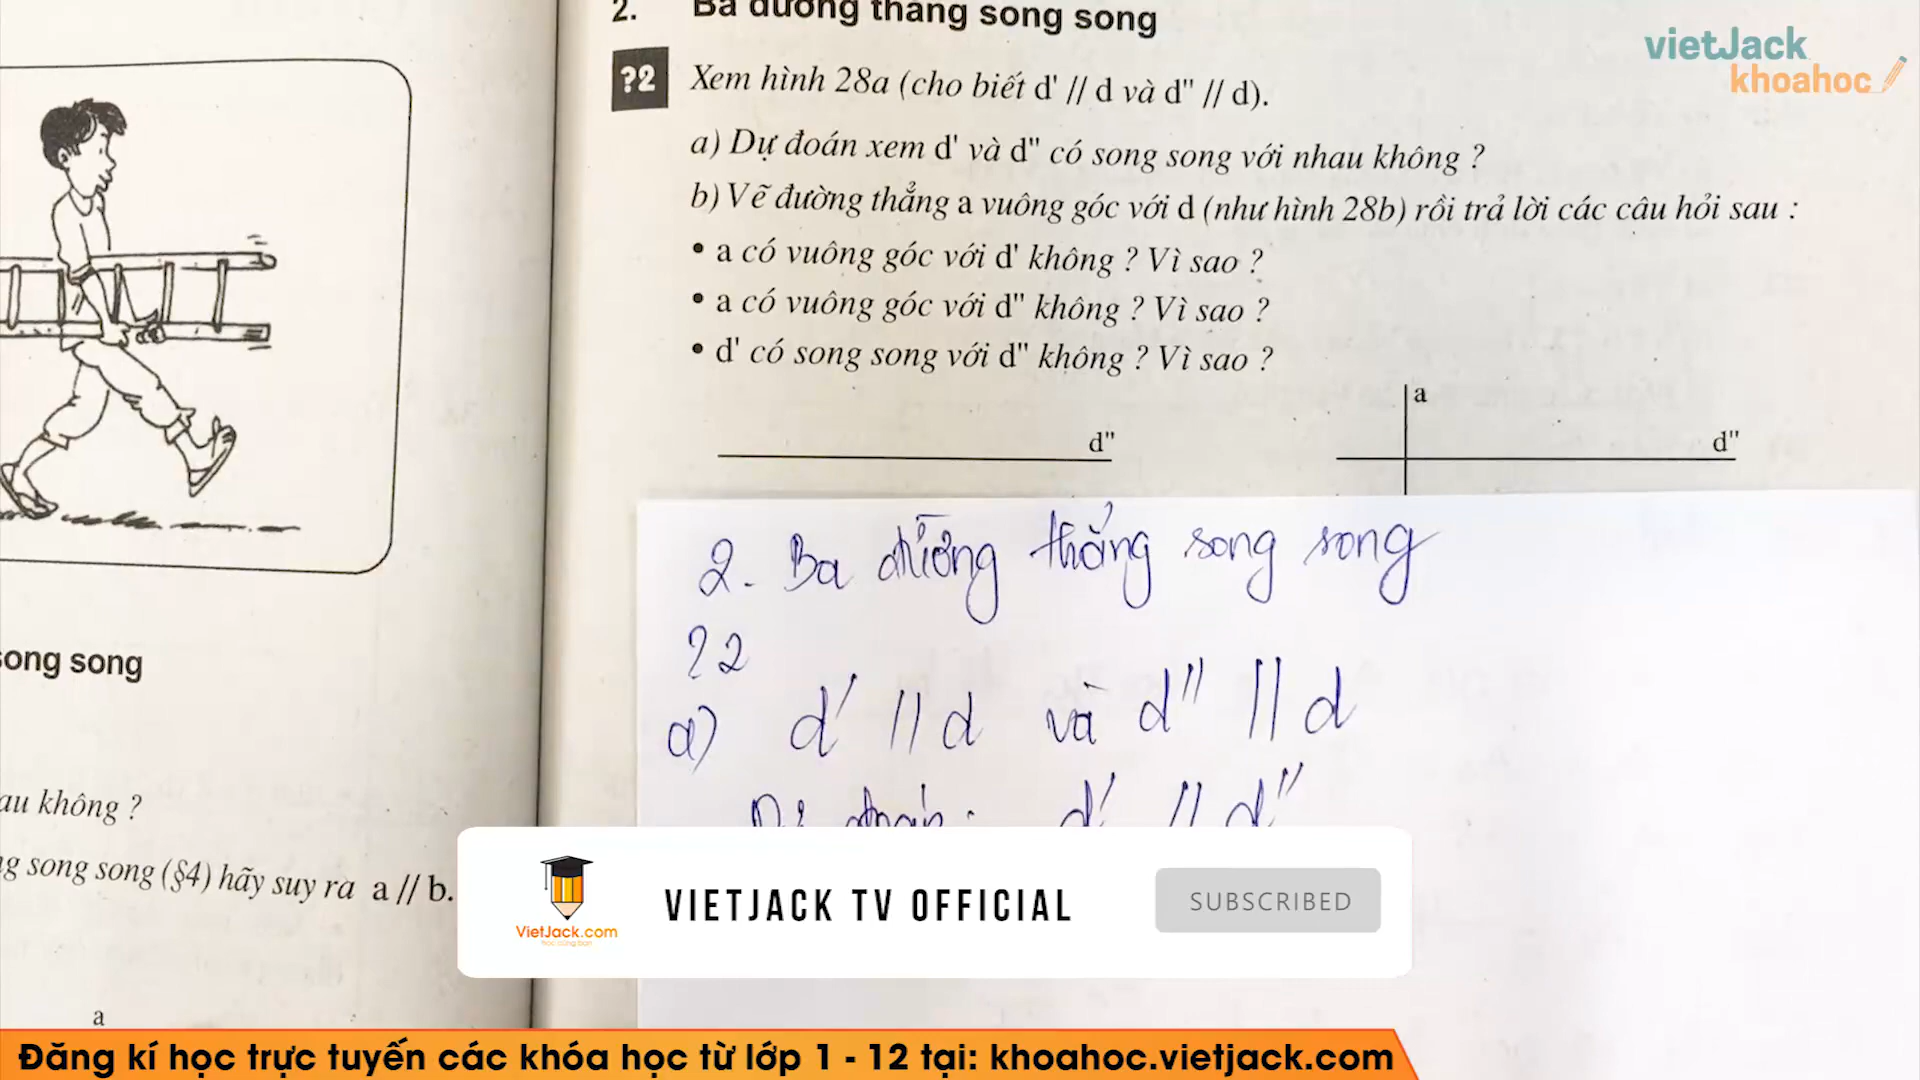 2. Ba đường thẳng song song
vietJack
khoahoc
?2 Xem hình 28a (cho biết d' // d và d" // d).
a) Dự đoán xem d' và d" có song song với nhau không ?
b) Vẽ đường thẳng a vuông góc với d (như hình 28b) rồi trả lời các câu hỏi sau :
• a có vuông góc với d' không ? Vì sao ?
• a có vuông góc với d" không ? Vì sao ?
• d' có song song với d" không ? Vì sao ?
a
d"
d"
2. Ba đường thẳng song song
?2
a) d' // d và d" // d
Dự đoán: d' // d"
song song
au không ?
g song song (§4) hãy suy ra a // b.
a
VietJack.com
VIETJACK TV OFFICIAL
SUBSCRIBED
Đăng kí học trực tuyến các khóa học từ lớp 1 - 12 tại: khoahoc.vietjack.com